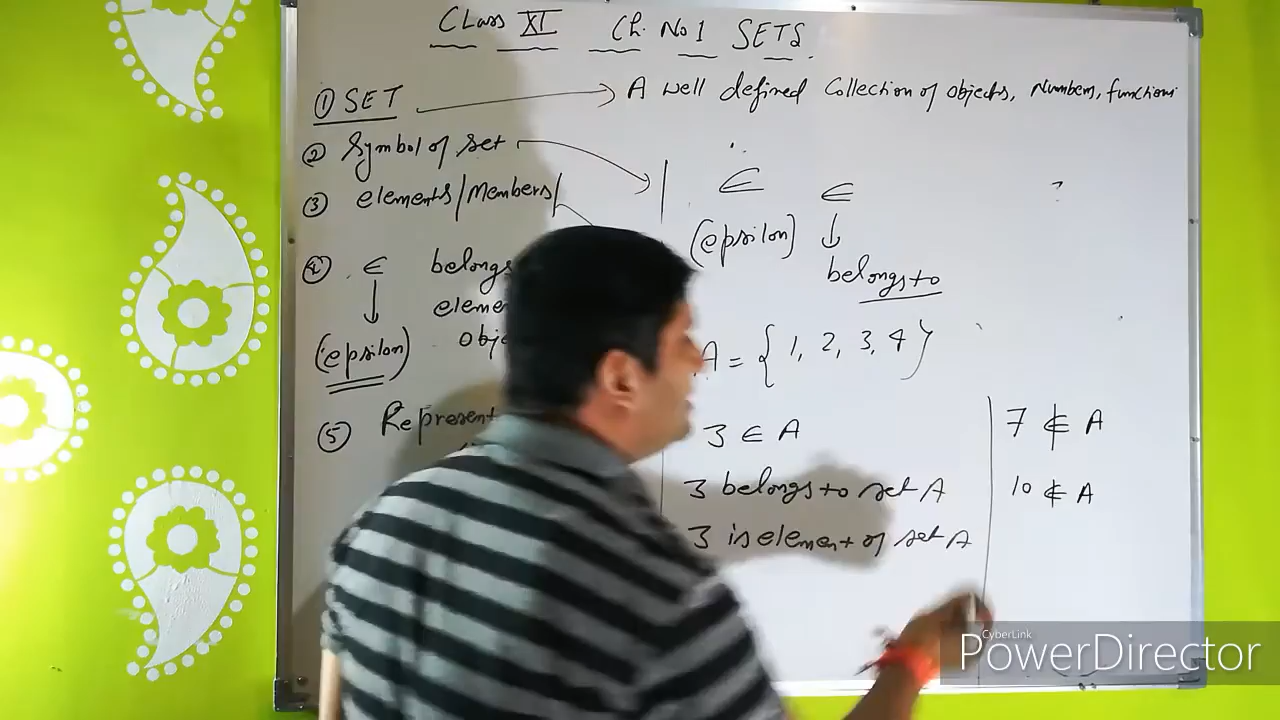 Class XI Ch. No 1 SETS
① SET → A well defined Collection of objects, Numbers, functions
② Symbol of set → ∈ ∈
③ elements/Members/
(epsilon) ↓
belongs to
④ ∈ belongs
↓ eleme
(epsilon) obje
A = { 1, 2, 3, 4 }
⑤ Represent
3 ∈ A
3 belongs to set A
3 is element of set A
7 ∉ A
10 ∉ A
CyberLink
PowerDirector